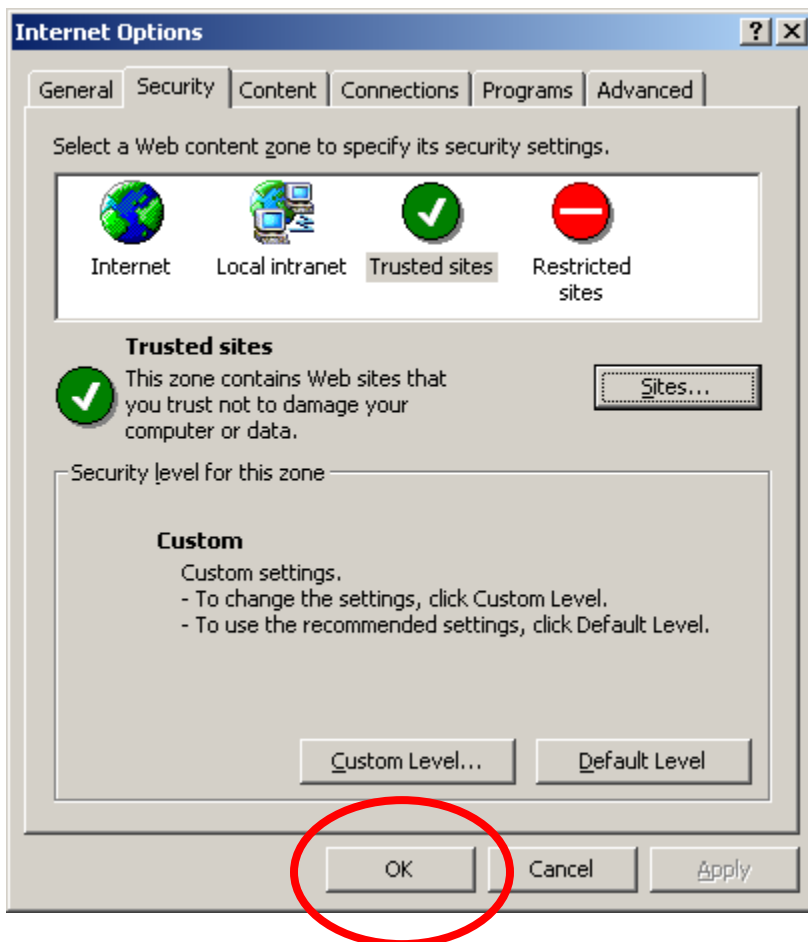 Internet Options
General Security Content Connections Programs Advanced
Select a Web content zone to specify its security settings.
Internet Local intranet Trusted sites Restricted sites
Trusted sites
This zone contains Web sites that
you trust not to damage your
computer or data.
Sites...
Security level for this zone
Custom
Custom settings.
- To change the settings, click Custom Level.
- To use the recommended settings, click Default Level.
Custom Level... Default Level
OK Cancel Apply